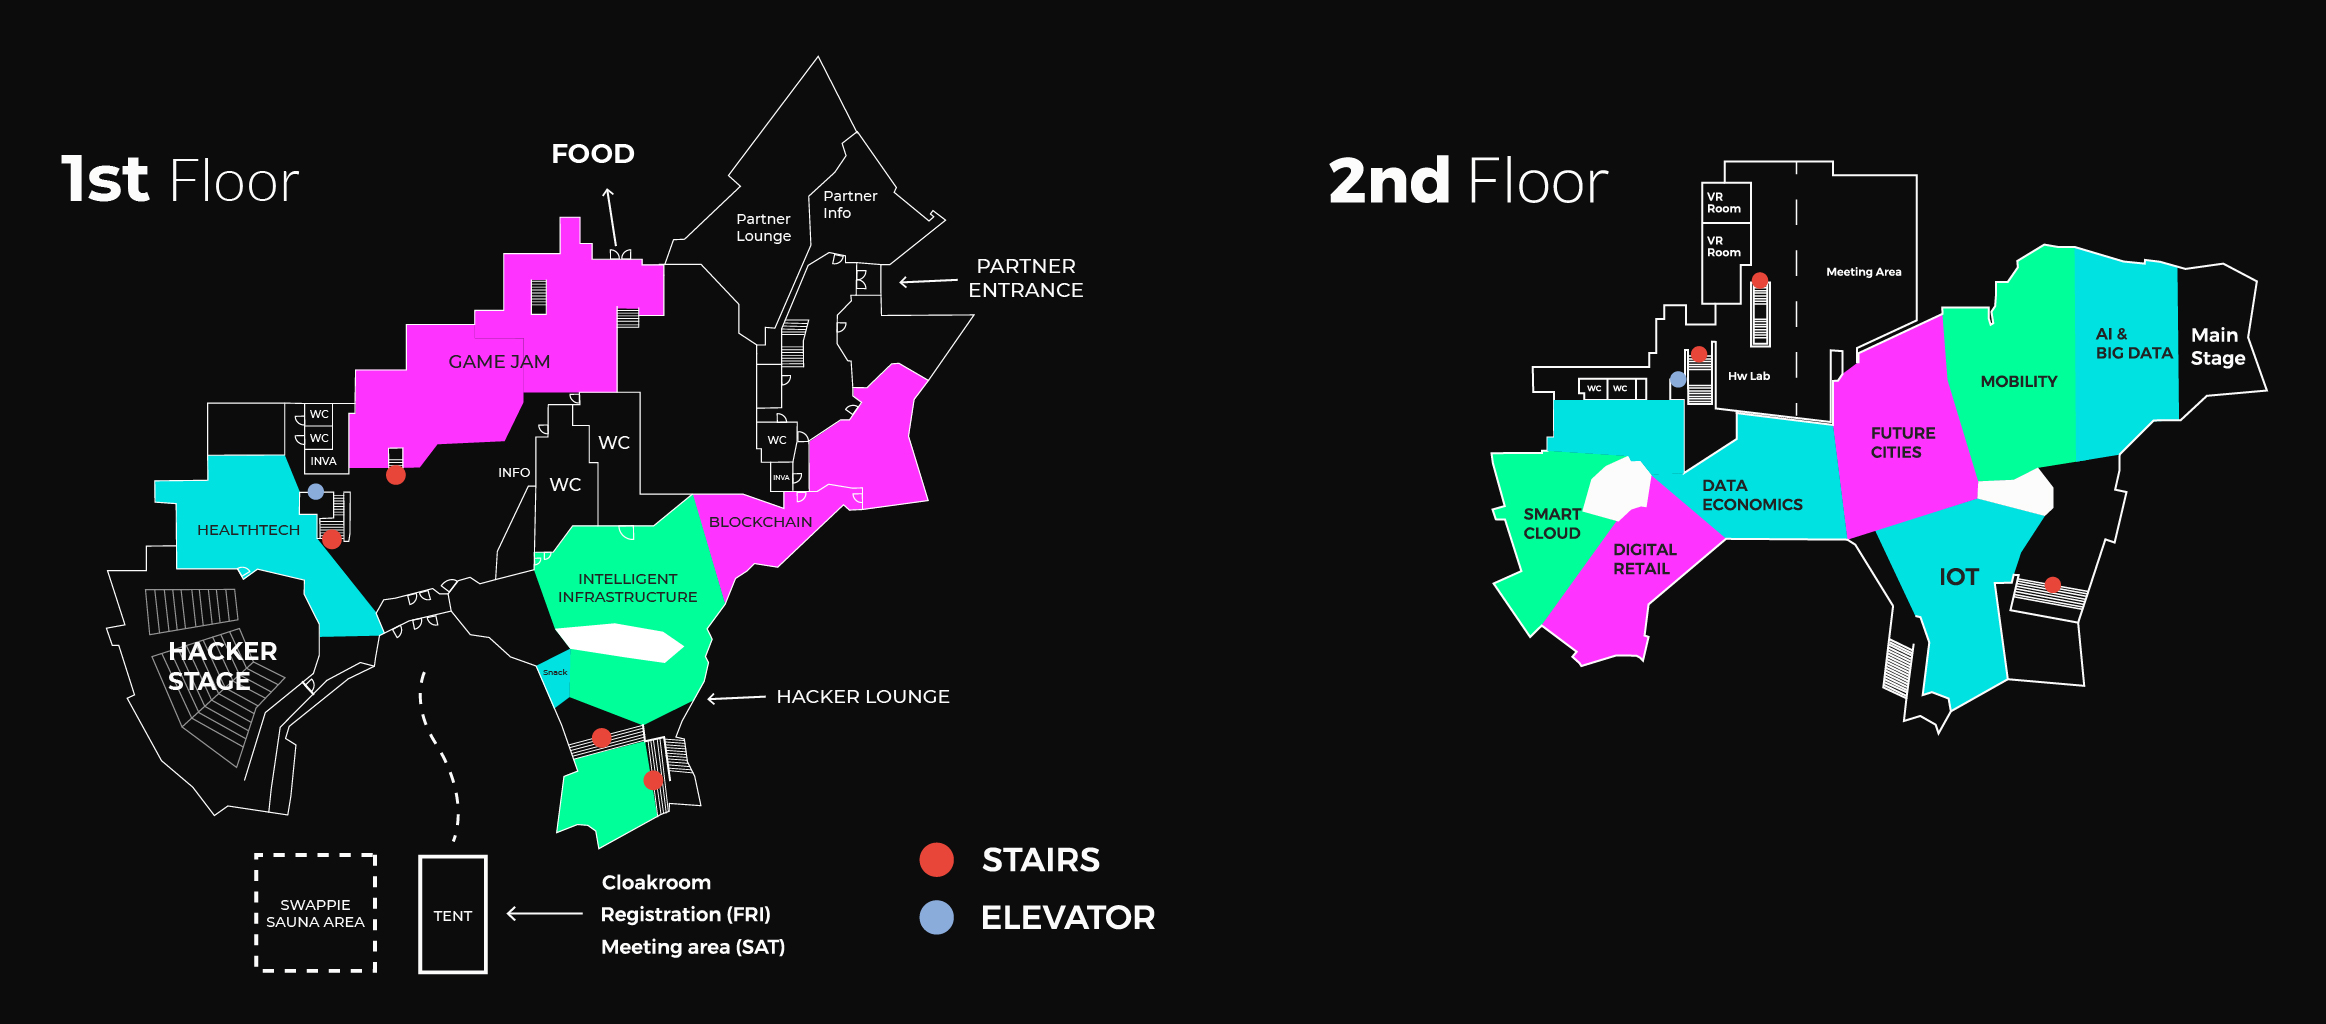 1st Floor
FOOD
Partner
Lounge
Partner
Info
PARTNER
ENTRANCE
GAME JAM
WC
WC
INVA
INFO
WC
WC
WC
INVA
HEALTHTECH
BLOCKCHAIN
INTELLIGENT
INFRASTRUCTURE
HACKER
STAGE
Snack
HACKER LOUNGE
SWAPPIE
SAUNA AREA
TENT
Cloakroom
Registration (FRI)
Meeting area (SAT)
STAIRS
ELEVATOR
2nd Floor
VR
Room
VR
Room
Meeting Area
Hw Lab
WC
WC
AI &
BIG DATA
Main
Stage
MOBILITY
FUTURE
CITIES
DATA
ECONOMICS
SMART
CLOUD
DIGITAL
RETAIL
IOT